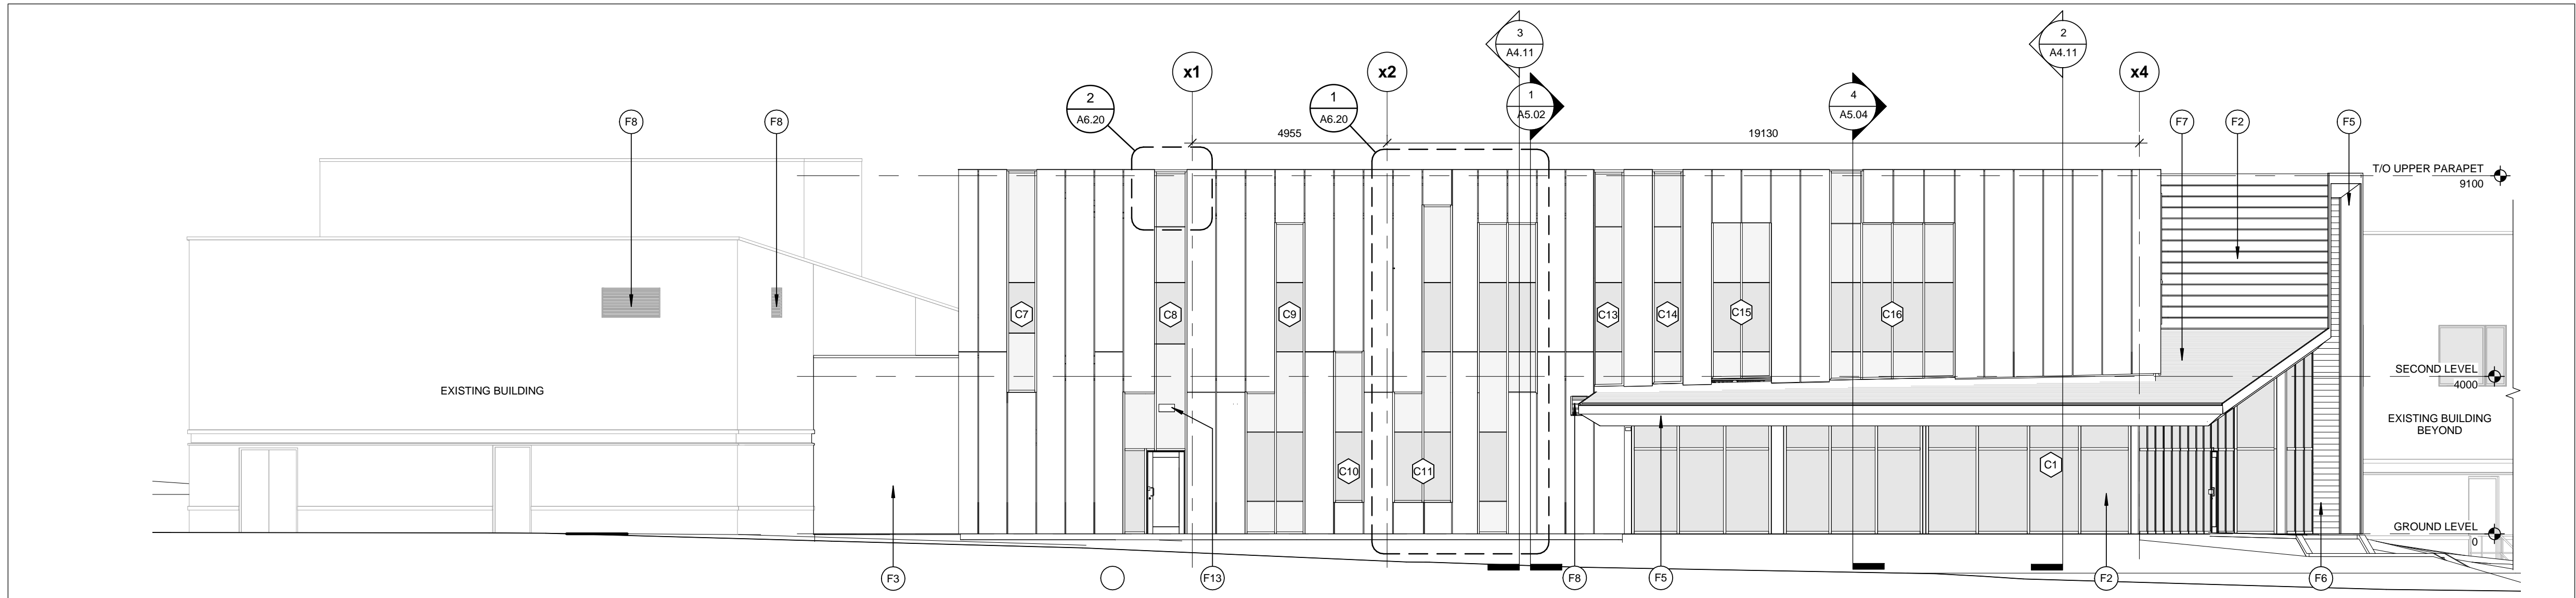 3
A4.11
2
A4.11
x1
x2
x4
2
A6.20
1
A6.20
1
A5.02
4
A5.04
F8
F8
F7
F2
F5
4955
19130
T/O UPPER PARAPET
9100
C7
C8
C9
C13
C14
C15
C16
SECOND LEVEL
4000
EXISTING BUILDING
EXISTING BUILDING
BEYOND
C10
C11
C1
GROUND LEVEL
0
F3
F13
F8
F5
F2
F6